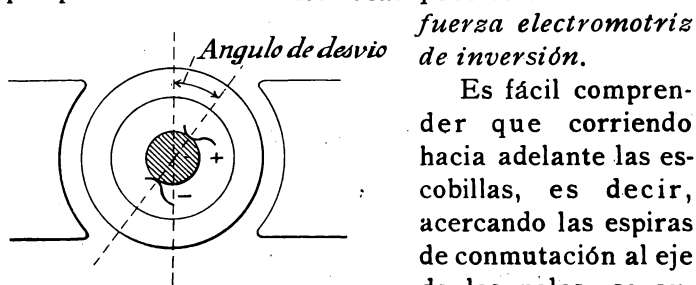 fuerza electromotriz
de inversión.
Angulo de desvio
Es fácil compren-
der que corriendo
hacia adelante las es-
cobillas, es decir,
acercando las espiras
de conmutación al eje
+
-